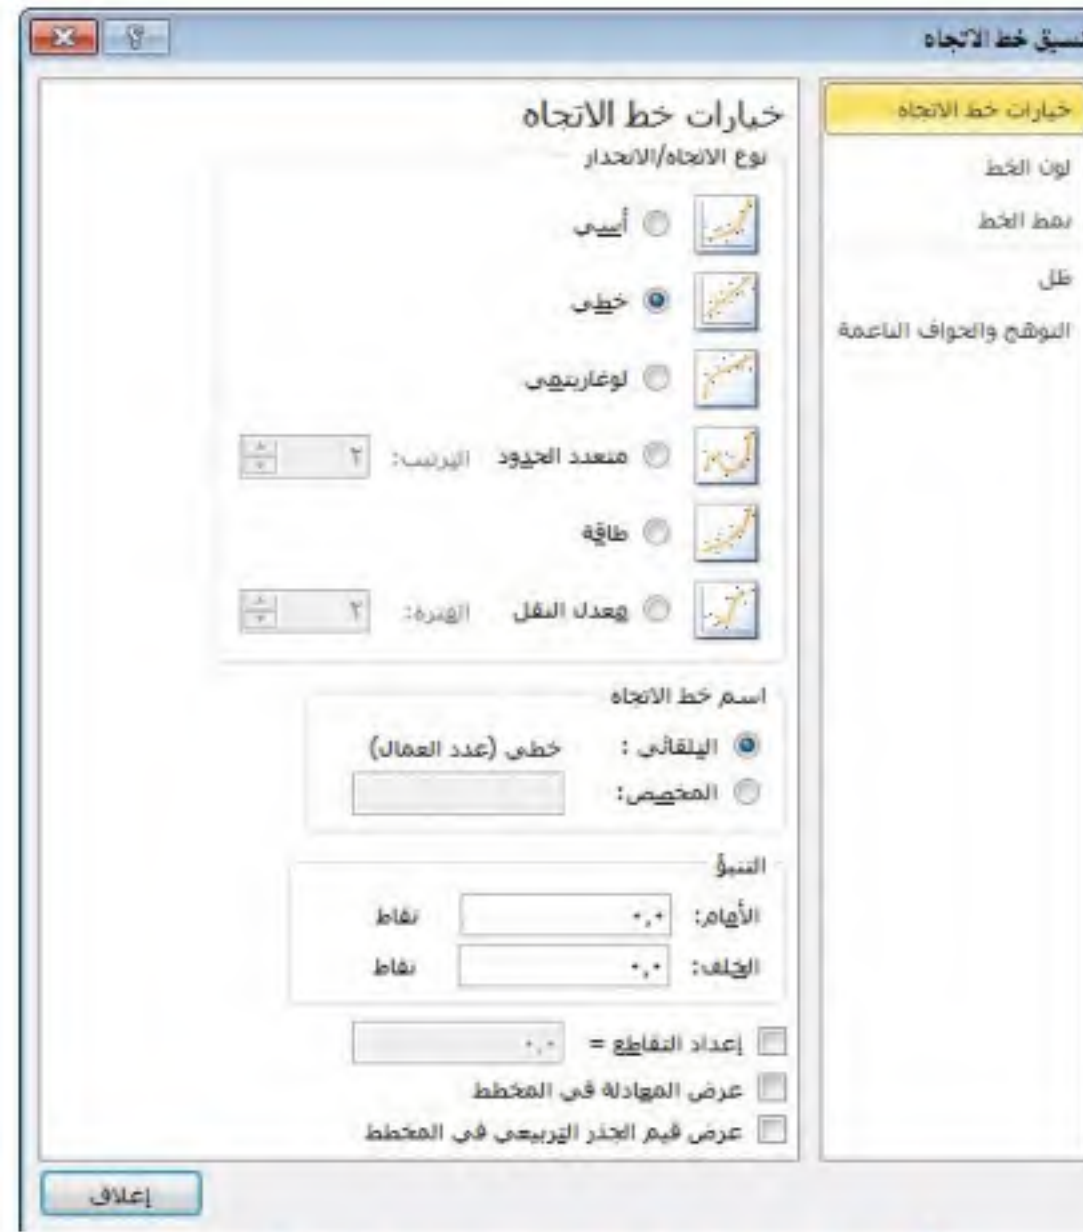 نسيق خط الاتجاه
خيارات خط الاتجاه
لون الخط
نمط الخط
ظل
التوهج والحواف الناعمة
خيارات خط الاتجاه
نوع الاتجاه/الانحدار
أسي
خطي
لوغاريتمي
متعدد الحدود الترتيب: ٢
طاقة
معدل النقل الفترة: ٢
اسم خط الاتجاه
التلقائي : خطي (عدد العمال)
المخصص:
التنبؤ
الأمام: ٠,٠ نقاط
الخلف: ٠,٠ نقاط
إعداد التقاطع = ٠,٠
عرض المعادلة في المخطط
عرض قيم الجذر التربيعي في المخطط
إغلاق